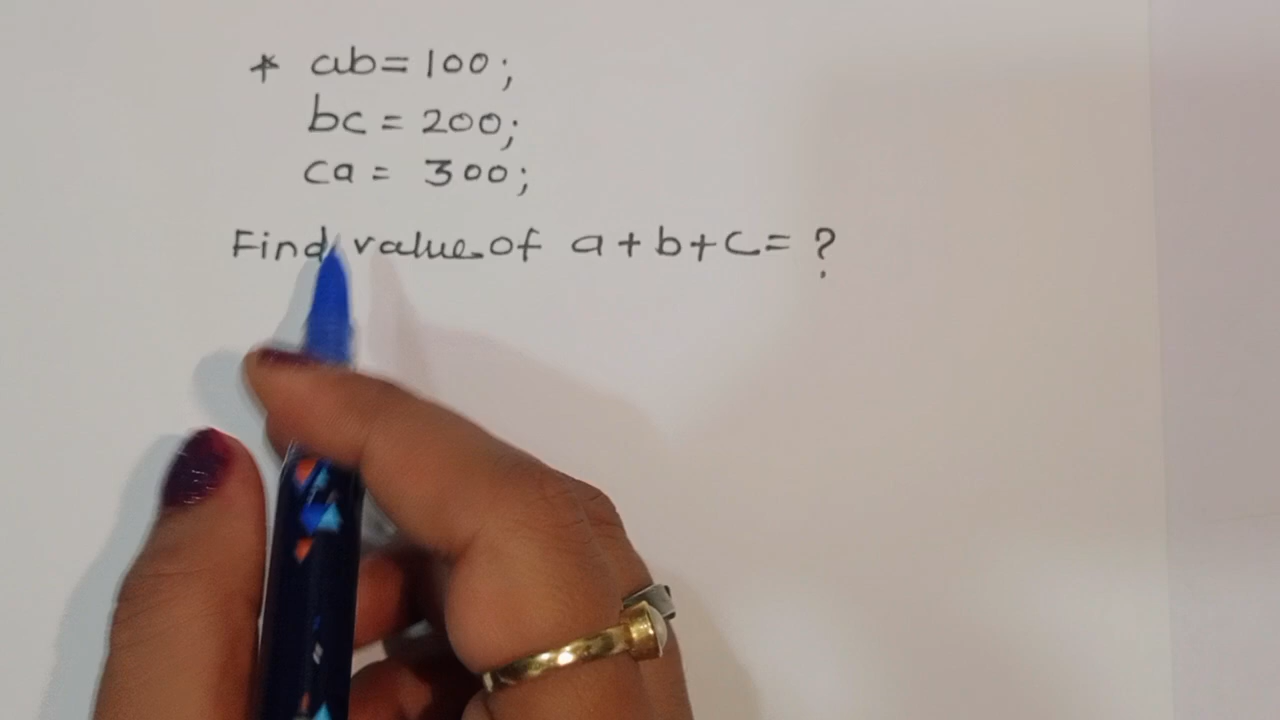 * ab = 100;
bc = 200;
ca = 300;
Find value of a + b + c = ?